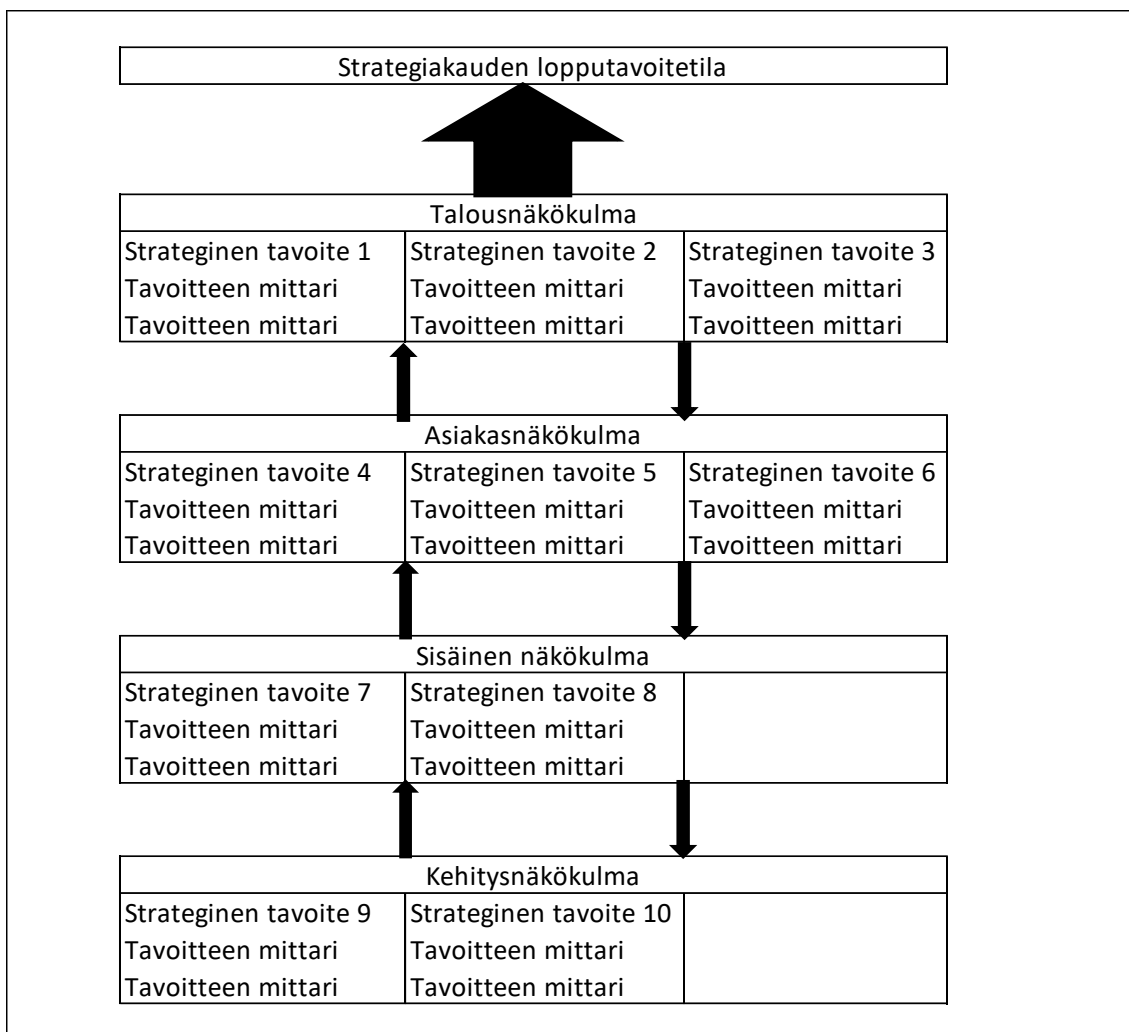 Strategiakauden lopputavoitetila
Talousnäkökulma
Strateginen tavoite 1 Strateginen tavoite 2 Strateginen tavoite 3
Tavoitteen mittari Tavoitteen mittari Tavoitteen mittari
Tavoitteen mittari Tavoitteen mittari Tavoitteen mittari
Asiakasnäkökulma
Strateginen tavoite 4 Strateginen tavoite 5 Strateginen tavoite 6
Tavoitteen mittari Tavoitteen mittari Tavoitteen mittari
Tavoitteen mittari Tavoitteen mittari Tavoitteen mittari
Sisäinen näkökulma
Strateginen tavoite 7 Strateginen tavoite 8
Tavoitteen mittari Tavoitteen mittari
Tavoitteen mittari Tavoitteen mittari
Kehitysnäkökulma
Strateginen tavoite 9 Strateginen tavoite 10
Tavoitteen mittari Tavoitteen mittari
Tavoitteen mittari Tavoitteen mittari